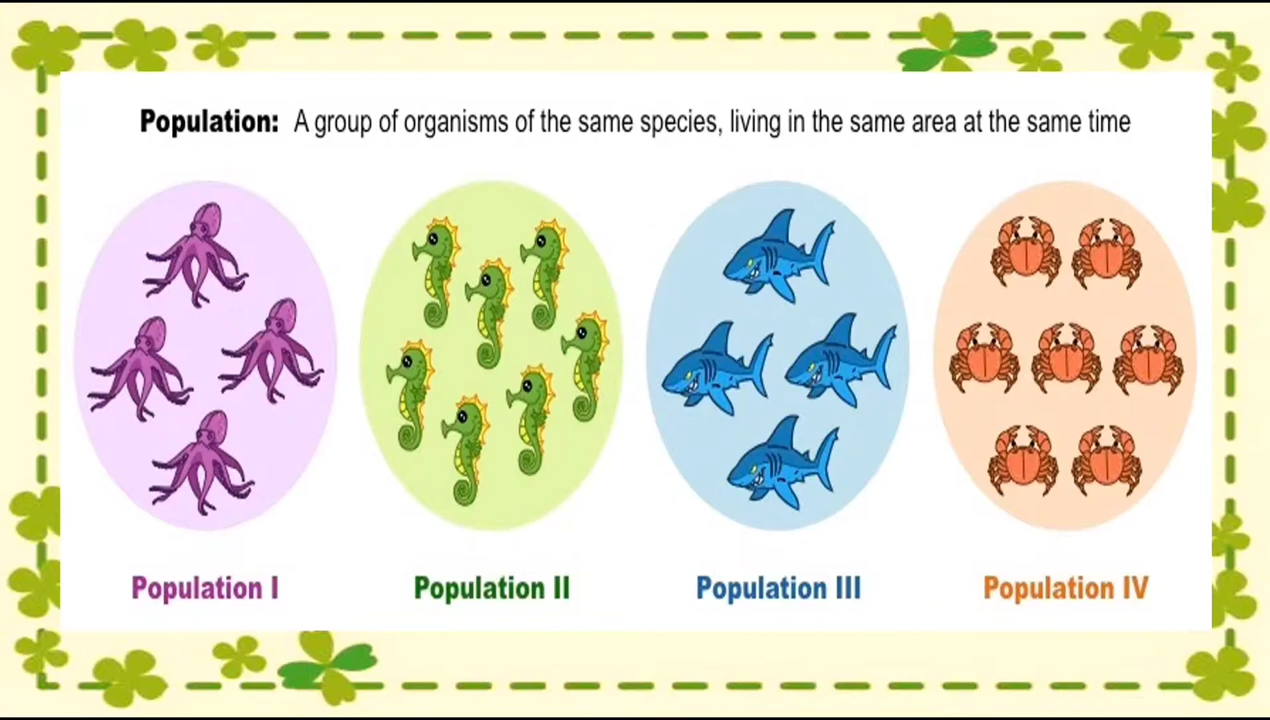 Population: A group of organisms of the same species, living in the same area at the same time
Population I
Population II
Population III
Population IV